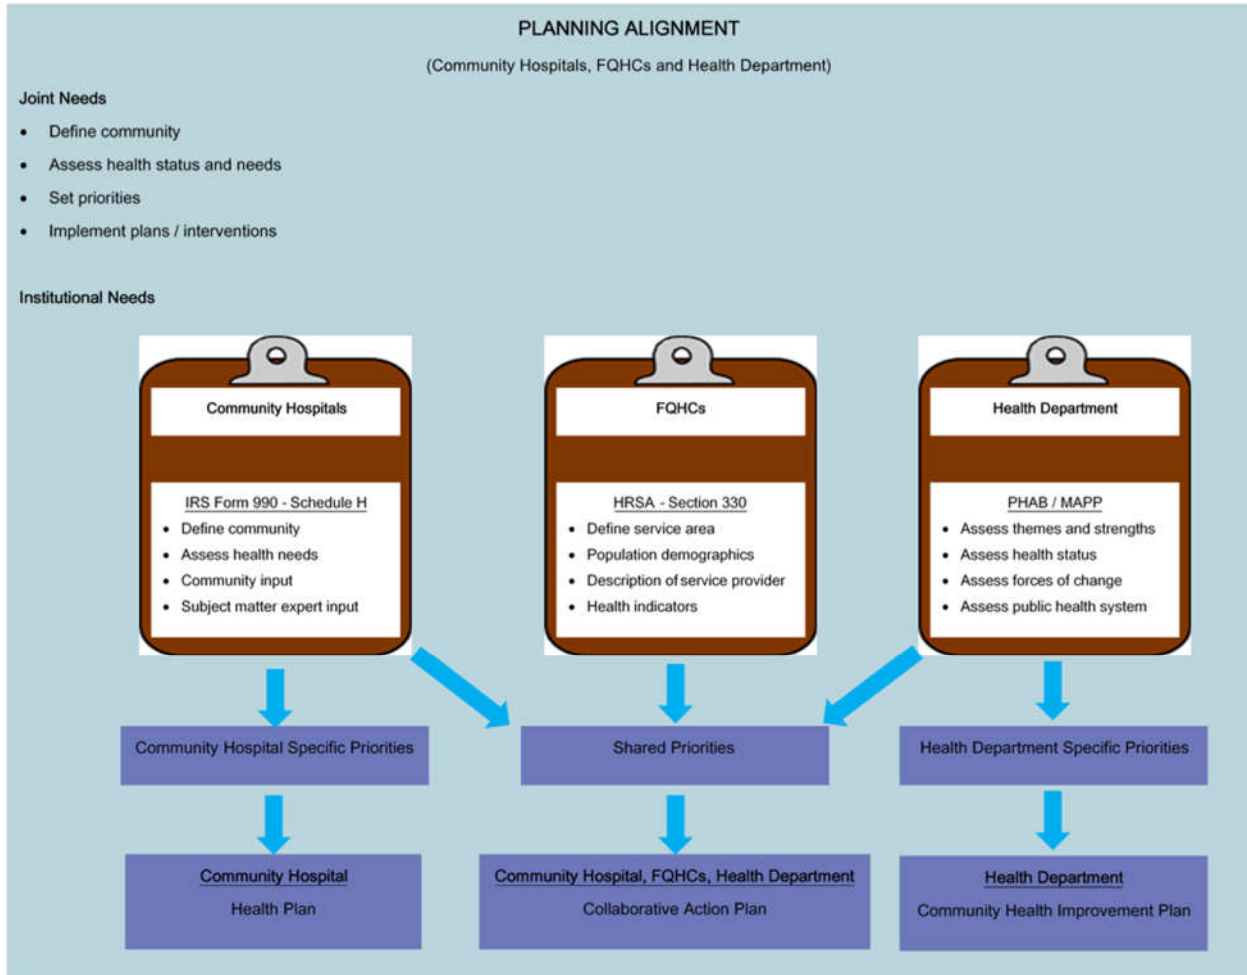 PLANNING ALIGNMENT
(Community Hospitals, FQHCs and Health Department)
Joint Needs
• Define community
• Assess health status and needs
• Set priorities
• Implement plans / interventions
Institutional Needs
Community Hospitals
IRS Form 990 - Schedule H
• Define community
• Assess health needs
• Community input
• Subject matter expert input
FQHCs
HRSA - Section 330
• Define service area
• Population demographics
• Description of service provider
• Health indicators
Health Department
PHAB / MAPP
• Assess themes and strengths
• Assess health status
• Assess forces of change
• Assess public health system
Community Hospital Specific Priorities
Shared Priorities
Health Department Specific Priorities
Community Hospital
Health Plan
Community Hospital, FQHCs, Health Department
Collaborative Action Plan
Health Department
Community Health Improvement Plan